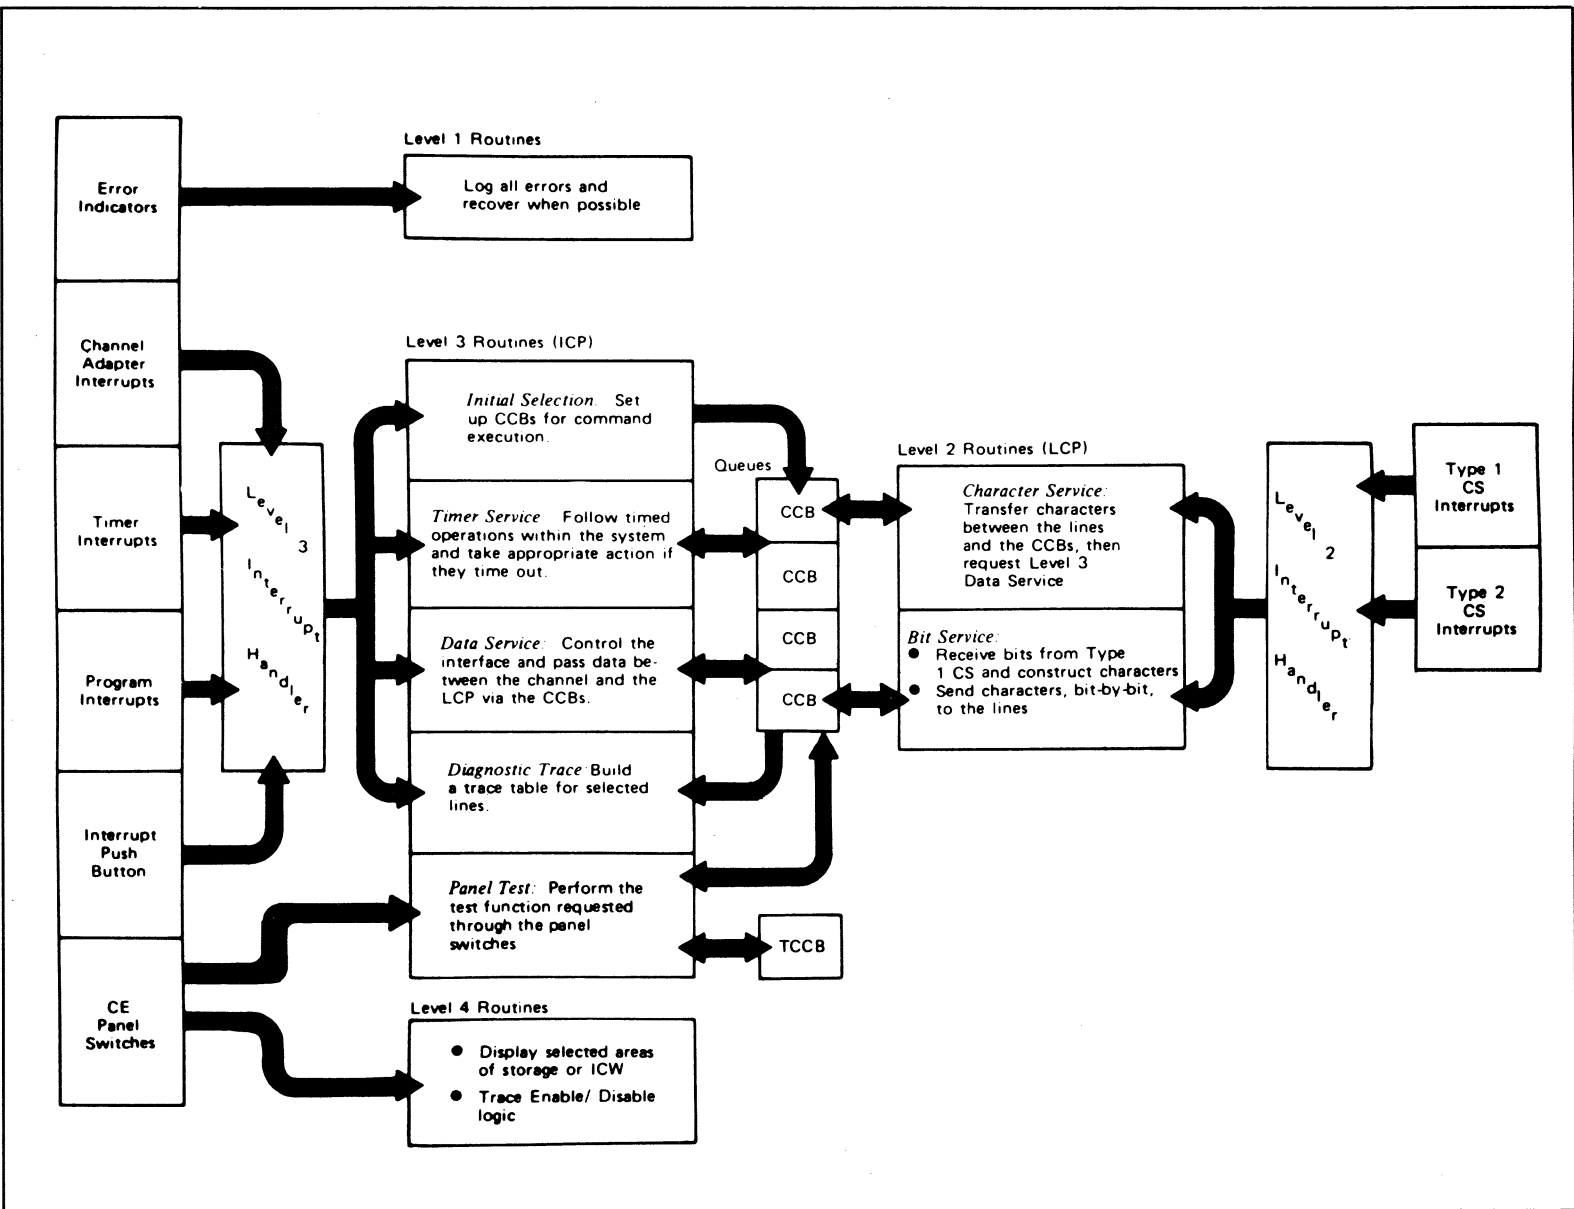 Error
Indicators
Channel
Adapter
Interrupts
Timer
Interrupts
Program
Interrupts
Interrupt
Push
Button
CE
Panel
Switches
Level 3 Interrupt Handler
Level 1 Routines
Log all errors and
recover when possible
Level 3 Routines (ICP)
Initial Selection. Set
up CCBs for command
execution.
Timer Service Follow timed
operations within the system
and take appropriate action if
they time out.
Data Service: Control the
interface and pass data be-
tween the channel and the
LCP via the CCBs.
Diagnostic Trace: Build
a trace table for selected
lines.
Panel Test: Perform the
test function requested
through the panel
switches
Level 4 Routines
● Display selected areas
of storage or ICW
● Trace Enable/ Disable
logic
Queues
CCB
CCB
CCB
CCB
TCCB
Level 2 Routines (LCP)
Character Service:
Transfer characters
between the lines
and the CCBs, then
request Level 3
Data Service
Bit Service:
● Receive bits from Type
1 CS and construct characters
● Send characters, bit-by-bit,
to the lines
Level 2 Interrupt Handler
Type 1
CS
Interrupts
Type 2
CS
Interrupts